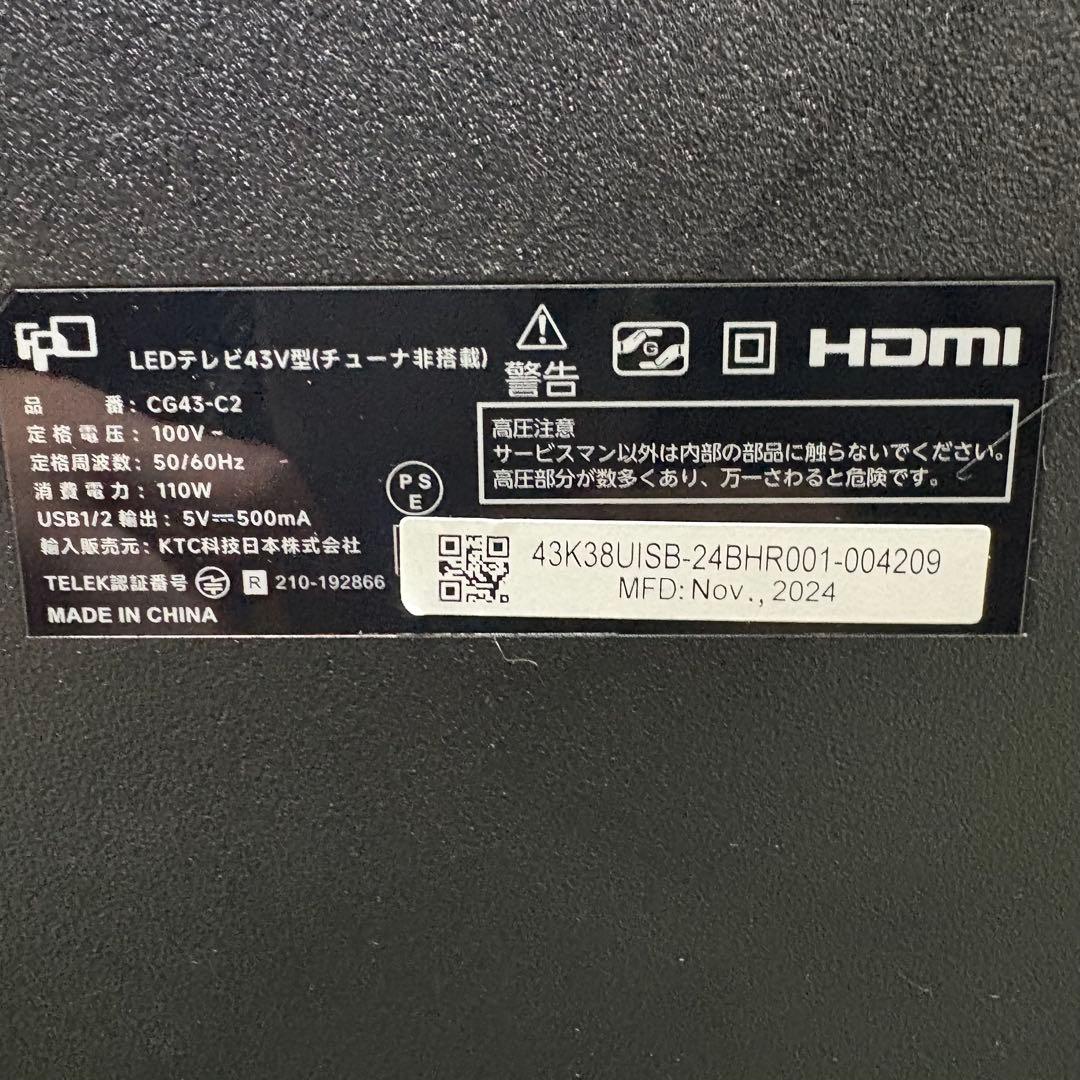 FPD
LEDテレビ43V型(チューナ非搭載)
品 番: CG43-C2
定格電圧: 100V~
定格周波数: 50/60Hz
消費電力: 110W
USB1/2 輸出: 5V⎓500mA
輸入販売元: KTC科技日本株式会社
TELEK認証番号 R 210-192866
MADE IN CHINA
PS
E
警告
G
HDMI
高圧注意
サービスマン以外は内部の部品に触らないでください。
高圧部分が数多くあり、万一さわると危険です。
43K38UISB-24BHR001-004209
MFD: Nov., 2024